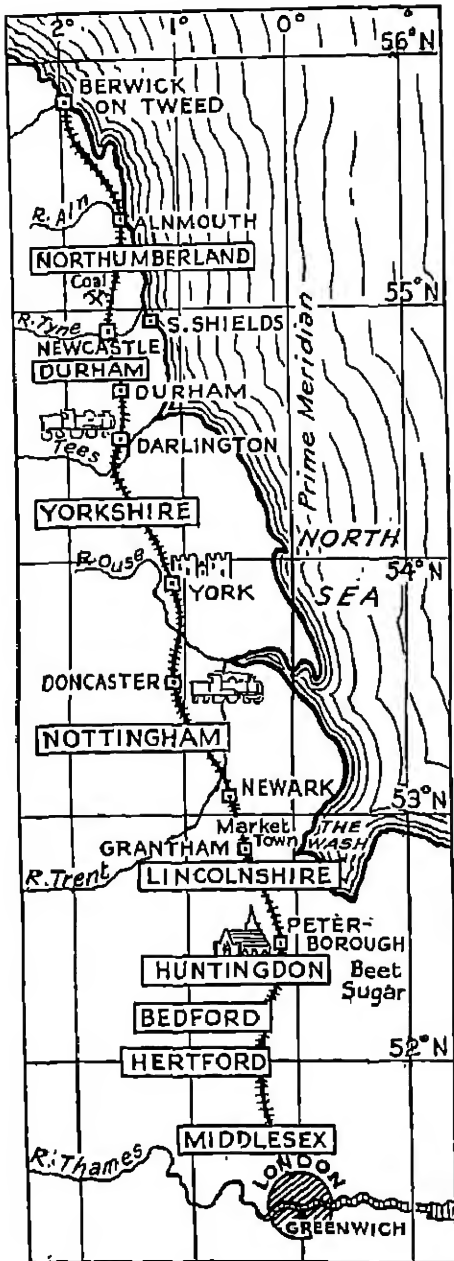 2° 1° 0° 56°N
BERWICK
ON TWEED
R. Aln
ALNMOUTH
NORTHUMBERLAND
Coal
55°N
R. Tyne
S. SHIELDS
NEWCASTLE
DURHAM
DURHAM
Tees
DARLINGTON
Prime Meridian
YORKSHIRE
NORTH
SEA
R. Ouse
54°N
YORK
DONCASTER
NOTTINGHAM
NEWARK
53°N
Market
Town
THE
WASH
GRANTHAM
R. Trent
LINCOLNSHIRE
PETER-
BOROUGH
HUNTINGDON
Beet
Sugar
BEDFORD
52°N
HERTFORD
MIDDLESEX
R. Thames
LONDON
GREENWICH